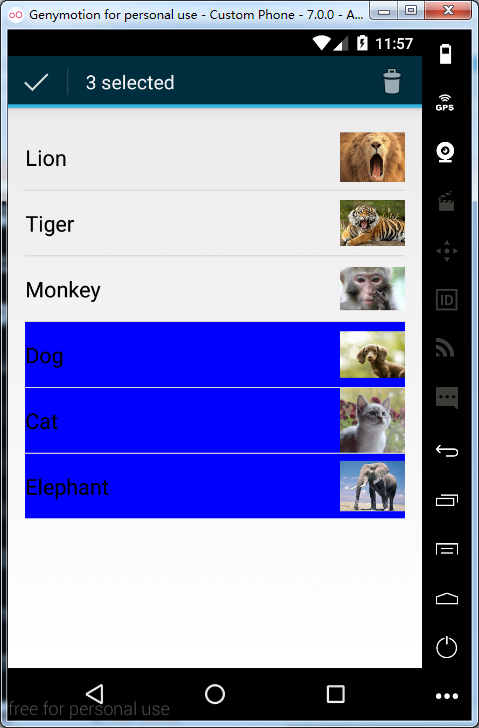 Genymotion for personal use - Custom Phone - 7.0.0 - A...
11:57
GPS
3 selected
Lion
Tiger
Monkey
ID
Dog
Cat
Elephant
free for personal use